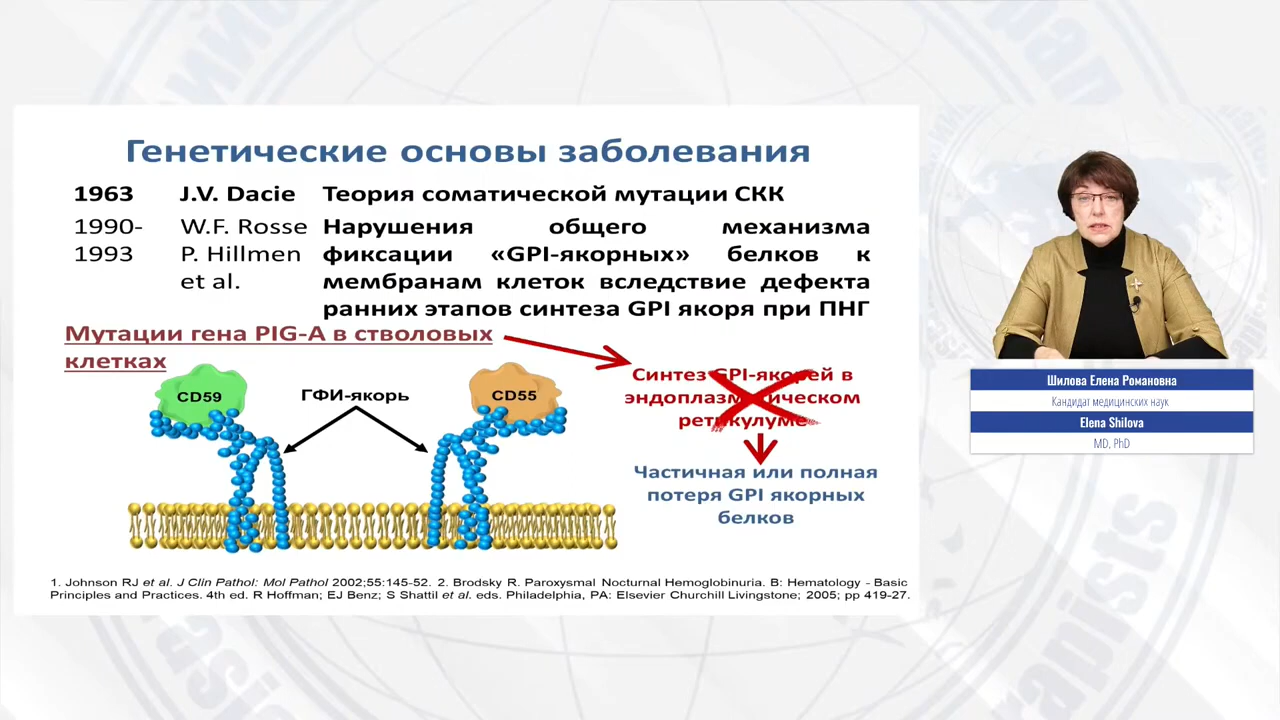 Генетические основы заболевания
1963 J.V. Dacie Теория соматической мутации СКК
1990- W.F. Rosse Нарушения общего механизма
1993 P. Hillmen фиксации «GPI-якорных» белков к
et al. мембранам клеток вследствие дефекта
ранних этапов синтеза GPI якоря при ПНГ
Мутации гена PIG-A в стволовых
клетках
CD59
ГФИ-якорь
CD55
Синтез GPI-якорей в
эндоплазматическом
ретикулуме
Частичная или полная
потеря GPI якорных
белков
1. Johnson RJ et al. J Clin Pathol: Mol Pathol 2002;55:145-52. 2. Brodsky R. Paroxysmal Nocturnal Hemoglobinuria. В: Hematology - Basic
Principles and Practices. 4th ed. R Hoffman; EJ Benz; S Shattil et al. eds. Philadelphia, PA: Elsevier Churchill Livingstone; 2005; pp 419-27.
Шилова Елена Романовна
Кандидат медицинских наук
Elena Shilova
MD, PhD